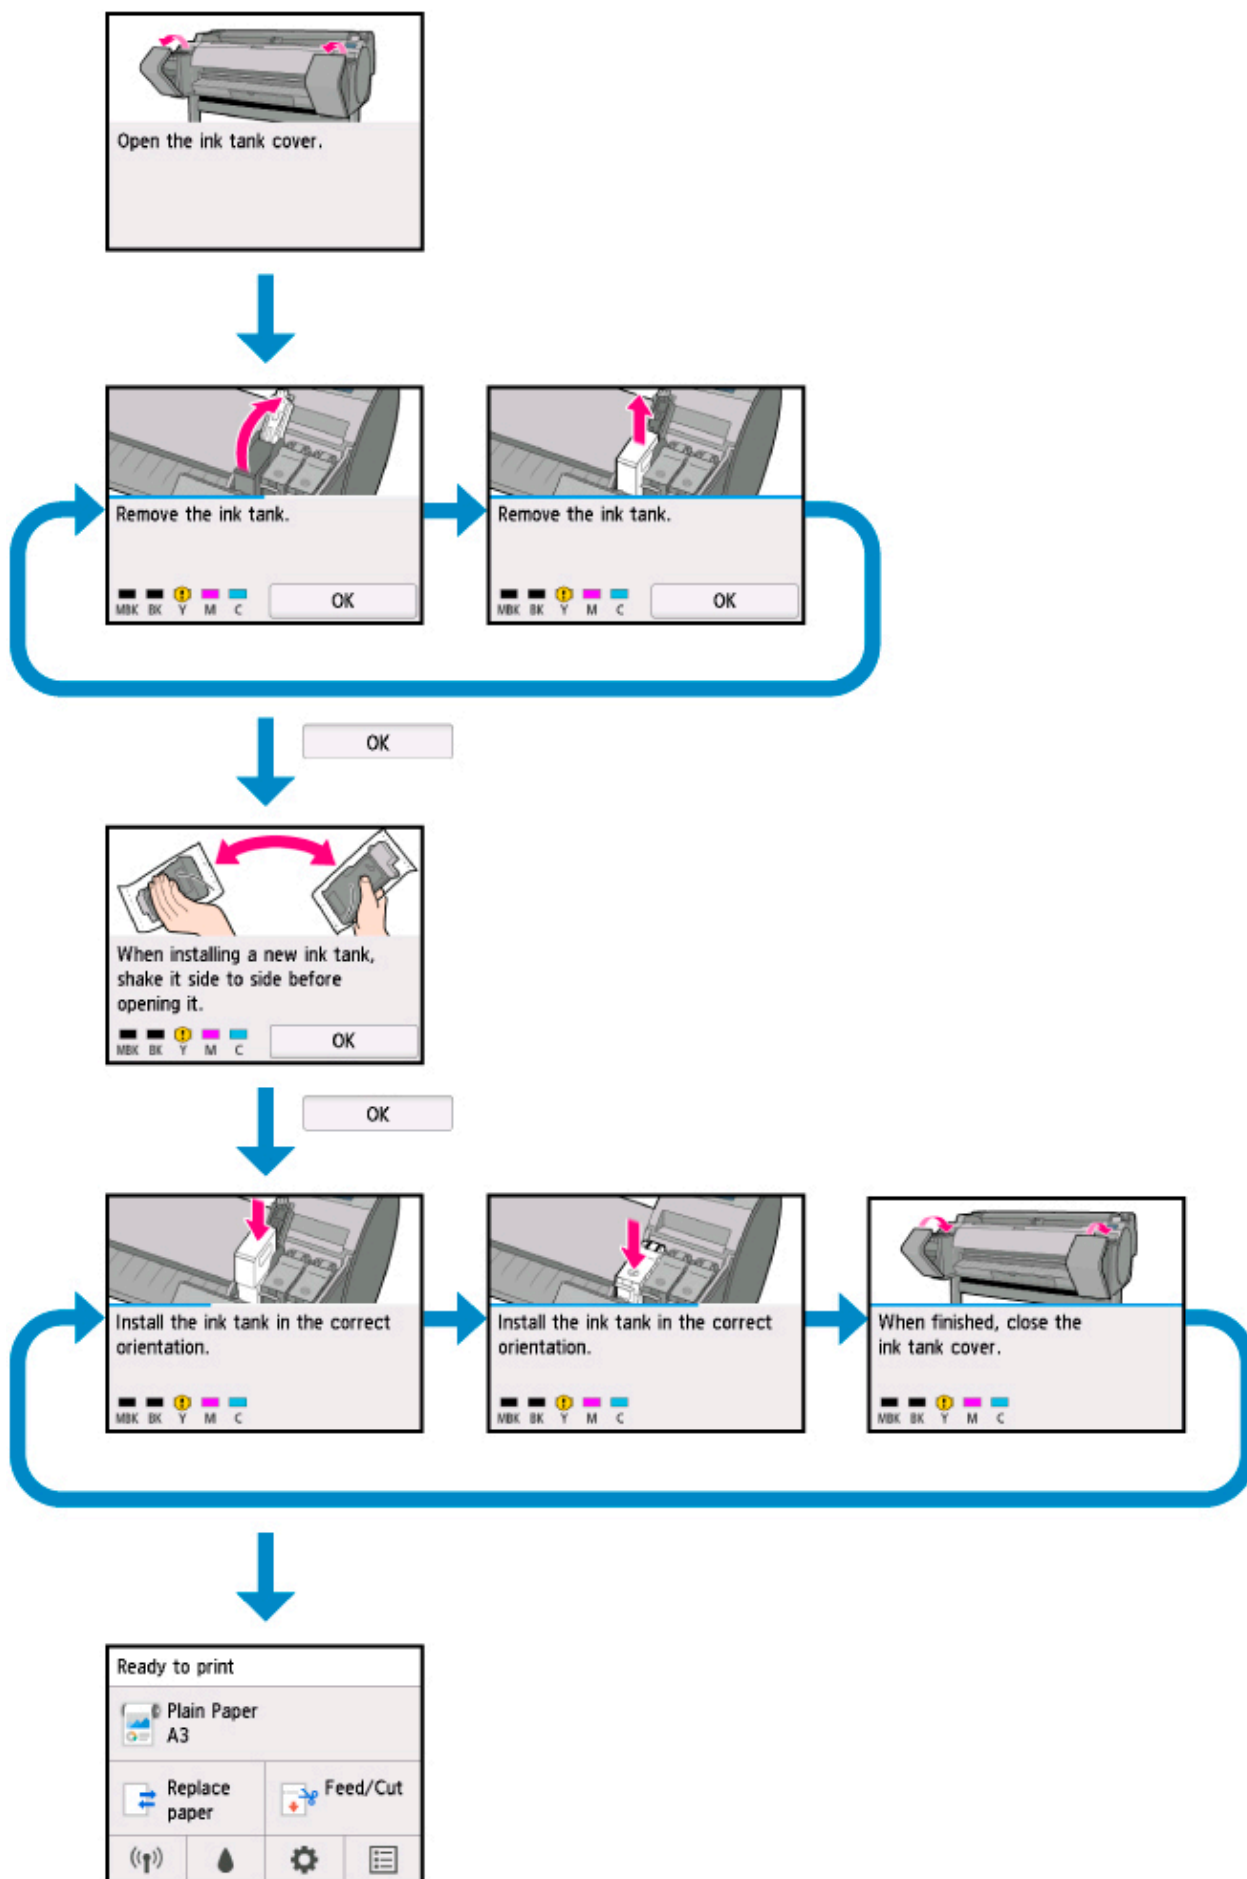 Open the ink tank cover.
Remove the ink tank.
MBK BK Y M C
OK
Remove the ink tank.
MBK BK Y M C
OK
OK
When installing a new ink tank,
shake it side to side before
opening it.
MBK BK Y M C
OK
OK
Install the ink tank in the correct
orientation.
MBK BK Y M C
Install the ink tank in the correct
orientation.
MBK BK Y M C
When finished, close the
ink tank cover.
MBK BK Y M C
Ready to print
Plain Paper
A3
Replace
paper
Feed/Cut